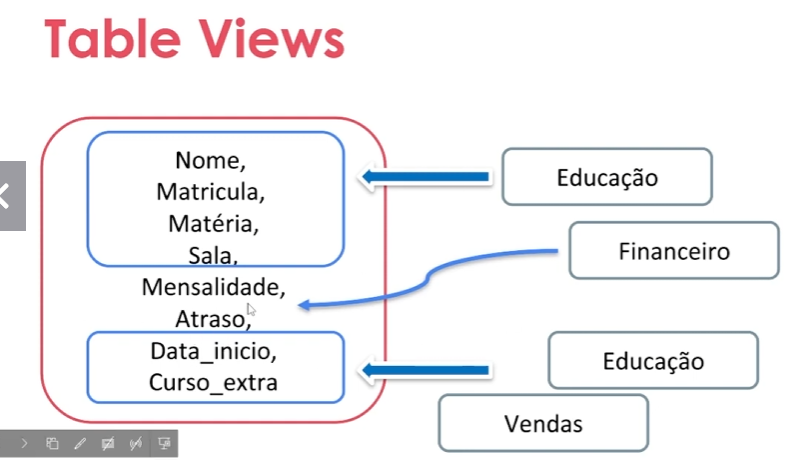 Table Views
Nome,
Matricula,
Matéria,
Sala,
Mensalidade,
Atraso,
Data_inicio,
Curso_extra
Educação
Financeiro
Educação
Vendas